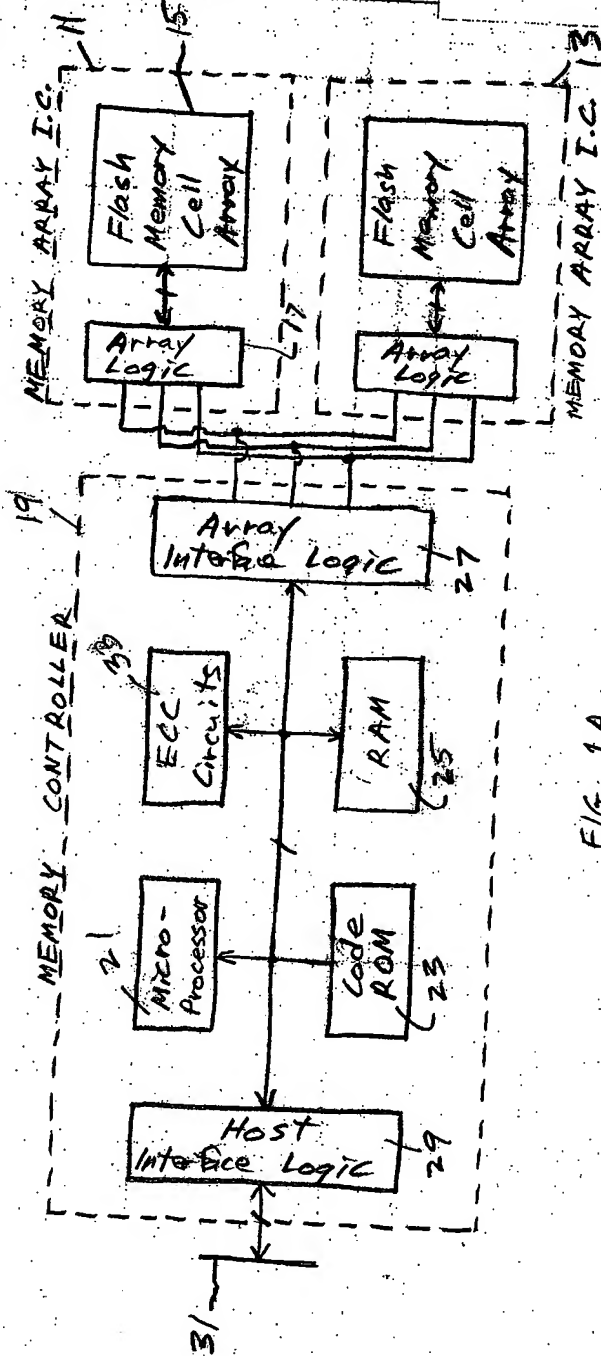 MEMORY CONTROLLER
19
MEMORY ARRAY I.C.
11
15
Flash
Memory
Cell
Array
Array
Logic
17
Flash
Memory
Cell
Array
Array
Logic
MEMORY ARRAY I.C.
13
Array
Interface Logic
27
ECC
Circuits
RAM
25
21
Micro-
Processor
Code
ROM
23
Host
Interface Logic
29
31
FIG. 1A